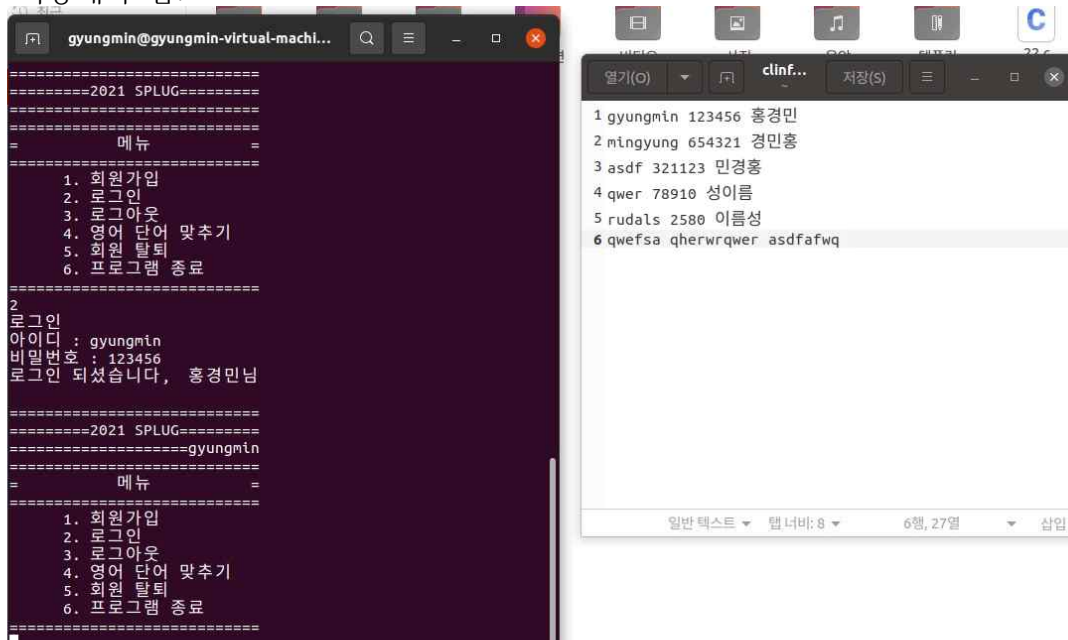 gyungmin@gyungmin-virtual-machi...
============================
=========2021 SPLUG=========
============================
============================
= 메뉴 =
============================
1. 회원가입
2. 로그인
3. 로그아웃
4. 영어 단어 맞추기
5. 회원 탈퇴
6. 프로그램 종료
============================
2
로그인
아이디 : gyungmin
비밀번호 : 123456
로그인 되셨습니다, 홍경민님
============================
=========2021 SPLUG=========
====================gyungmin
============================
= 메뉴 =
============================
1. 회원가입
2. 로그인
3. 로그아웃
4. 영어 단어 맞추기
5. 회원 탈퇴
6. 프로그램 종료
============================
22.c
열기(O) clinf... 저장(S)
~
1 gyungmin 123456 홍경민
2 mingyung 654321 경민홍
3 asdf 321123 민경홍
4 qwer 78910 성이름
5 rudals 2580 이름성
6 qwefsa qherwrqwer asdfafwq
일반 텍스트 탭 너비: 8 6행, 27열 삽입